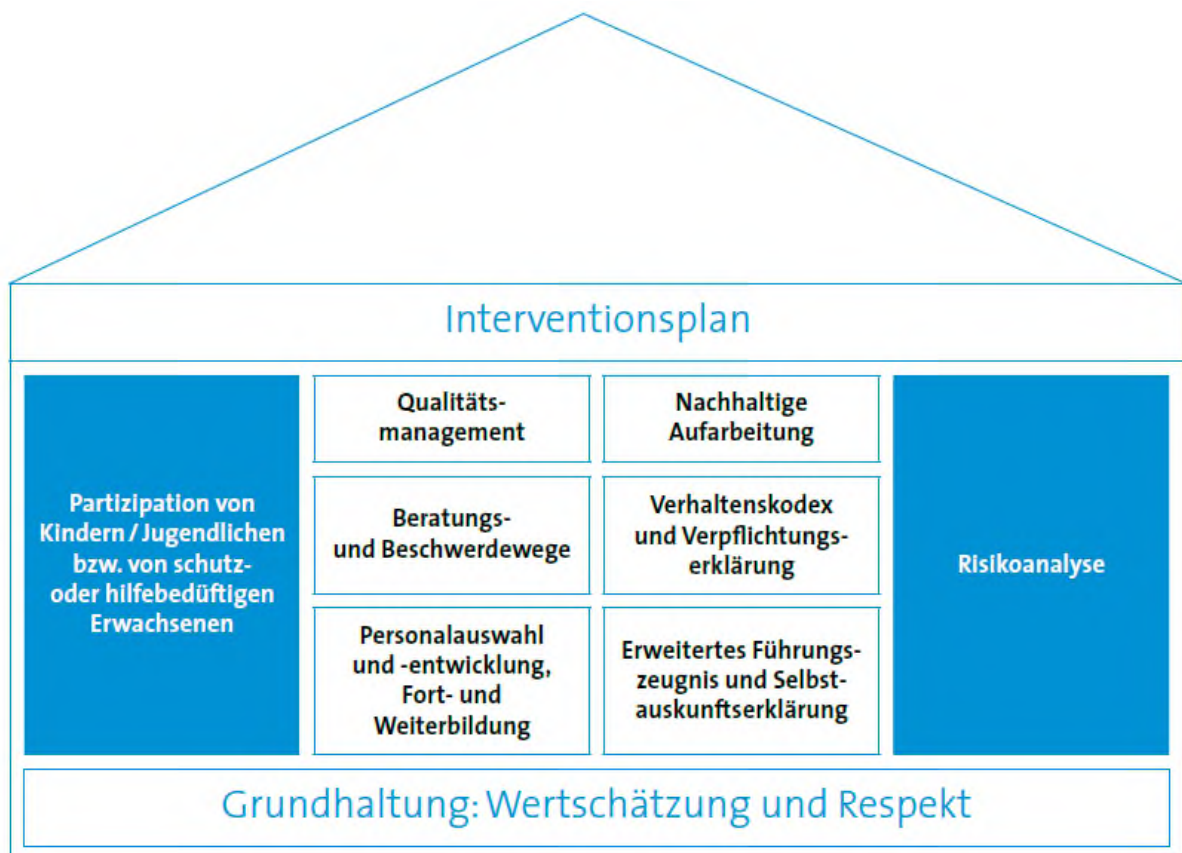 Interventionsplan
Partizipation von
Kindern / Jugendlichen
bzw. von schutz-
oder hilfebedüftigen
Erwachsenen
Qualitäts-
management
Nachhaltige
Aufarbeitung
Beratungs-
und Beschwerdewege
Verhaltenskodex
und Verpflichtungs-
erklärung
Personalauswahl
und -entwicklung,
Fort- und
Weiterbildung
Erweitertes Führungs-
zeugnis und Selbst-
auskunftserklärung
Risikoanalyse
Grundhaltung: Wertschätzung und Respekt